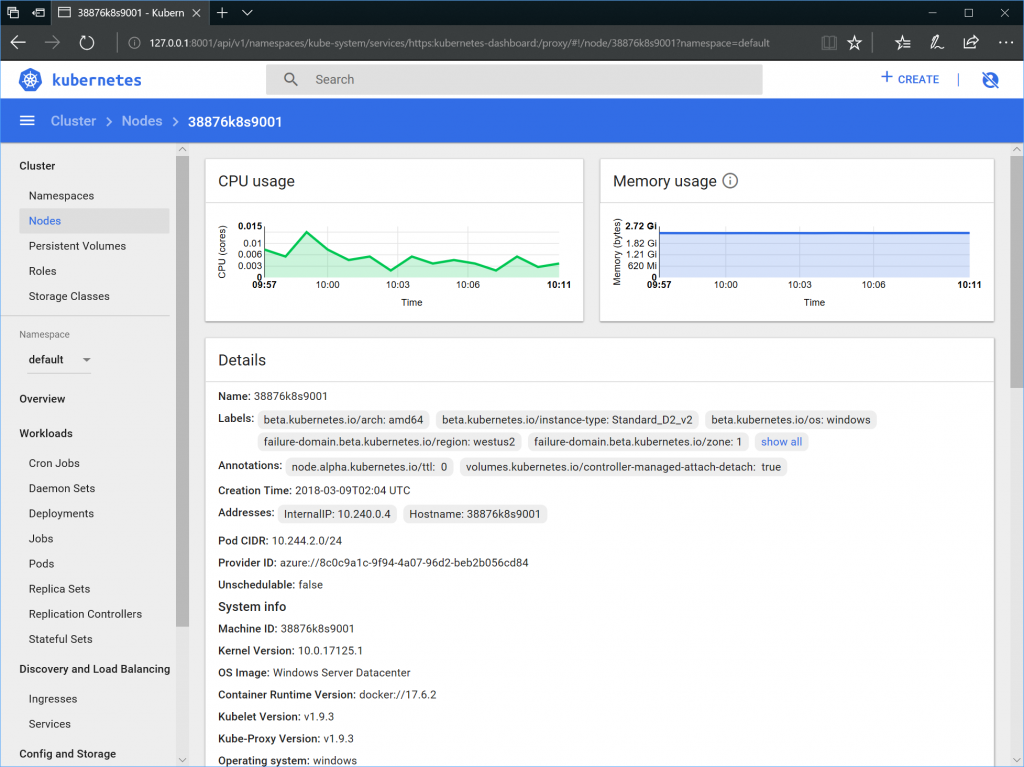 38876k8s9001 - Kubern
127.0.0.1:8001/api/v1/namespaces/kube-system/services/https:kubernetes-dashboard:/proxy/#!/node/38876k8s9001?namespace=default
kubernetes
Search
+ CREATE |
Cluster > Nodes > 38876k8s9001
Cluster
Namespaces
Nodes
Persistent Volumes
Roles
Storage Classes
Namespace
default
Overview
Workloads
Cron Jobs
Daemon Sets
Deployments
Jobs
Pods
Replica Sets
Replication Controllers
Stateful Sets
Discovery and Load Balancing
Ingresses
Services
Config and Storage
CPU usage
CPU (cores)
0.015
0.01
0.006
0.003
0
09:57 10:00 10:03 10:06 10:11
Time
Memory usage
Memory (bytes)
2.72 Gi
1.82 Gi
1.21 Gi
620 Mi
0
09:57 10:00 10:03 10:06 10:11
Time
Details
Name: 38876k8s9001
Labels: beta.kubernetes.io/arch: amd64 beta.kubernetes.io/instance-type: Standard_D2_v2 beta.kubernetes.io/os: windows
failure-domain.beta.kubernetes.io/region: westus2 failure-domain.beta.kubernetes.io/zone: 1 show all
Annotations: node.alpha.kubernetes.io/ttl: 0 volumes.kubernetes.io/controller-managed-attach-detach: true
Creation Time: 2018-03-09T02:04 UTC
Addresses: InternalIP: 10.240.0.4 Hostname: 38876k8s9001
Pod CIDR: 10.244.2.0/24
Provider ID: azure://8c0c9a1c-9f94-4a07-96d2-beb2b056cd84
Unschedulable: false
System info
Machine ID: 38876k8s9001
Kernel Version: 10.0.17125.1
OS Image: Windows Server Datacenter
Container Runtime Version: docker://17.6.2
Kubelet Version: v1.9.3
Kube-Proxy Version: v1.9.3
Operating system: windows